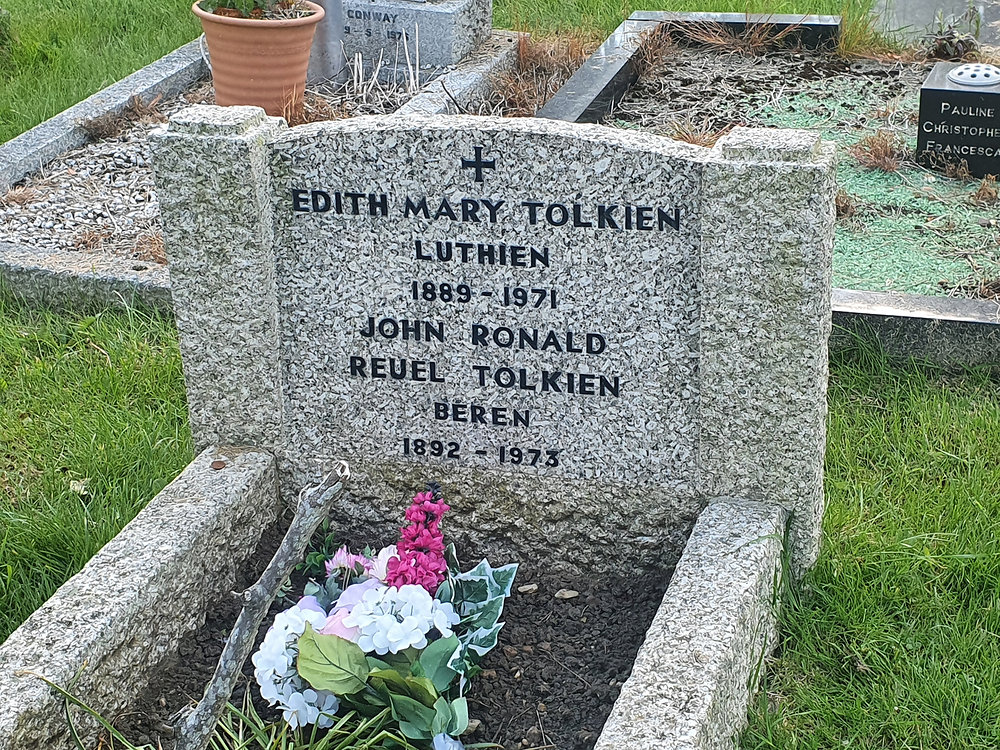 CONWAY
EDITH MARY TOLKIEN
LUTHIEN
1889 - 1971
JOHN RONALD
REUEL TOLKIEN
BEREN
1892 - 1973
PAULINE
CHRISTOPHE
FRANCESCA